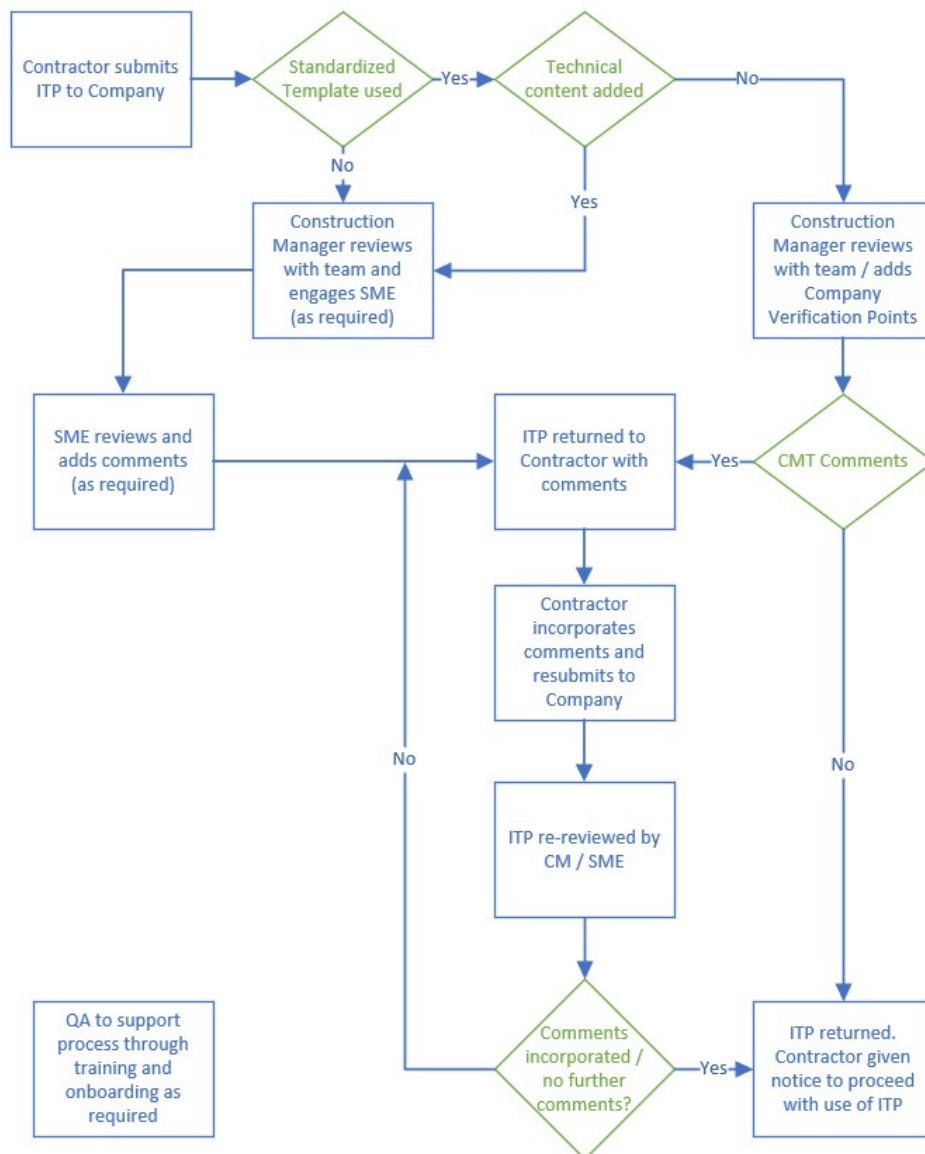 Contractor submits
ITP to Company
Standardized
Template used
Yes
Technical
content added
No
No
Yes
Construction
Manager reviews
with team and
engages SME
(as required)
Construction
Manager reviews
with team / adds
Company
Verification Points
SME reviews and
adds comments
(as required)
ITP returned to
Contractor with
comments
Yes
CMT Comments
Contractor
incorporates
comments and
resubmits to
Company
No
No
ITP re-reviewed by
CM / SME
QA to support
process through
training and
onboarding as
required
Comments
incorporated /
no further
comments?
Yes
ITP returned.
Contractor given
notice to proceed
with use of ITP